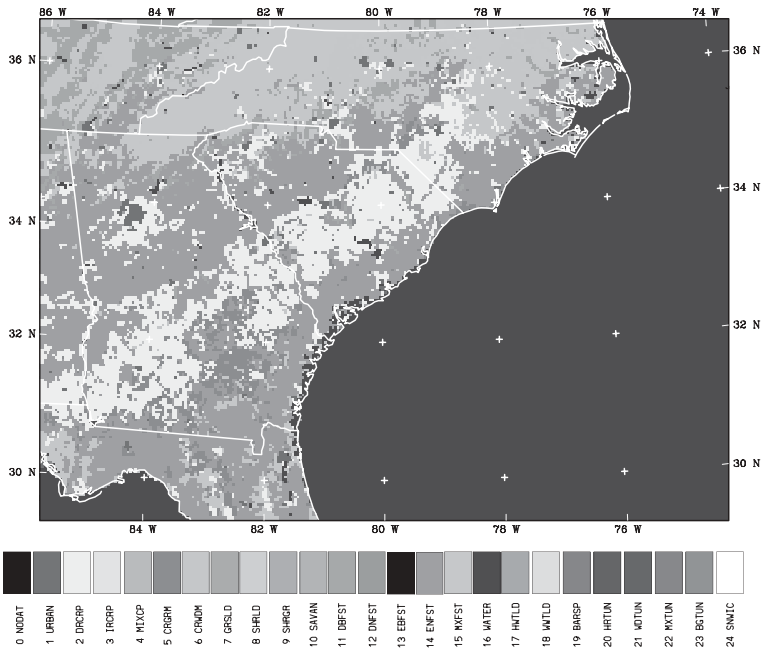 86 W 84 W 82 W 80 W 78 W 76 W 74 W
36 N 36 N
34 N 34 N
32 N 32 N
30 N 30 N
84 W 82 W 80 W 78 W 76 W
0 NODAT
1 URBAN
2 DRCRP
3 IRCRP
4 MIXCP
5 CRGRM
6 CRWDM
7 GRSLD
8 SHRLD
9 SHRGR
10 SAVAN
11 DBFST
12 DNFST
13 EBFST
14 ENFST
15 MXFST
16 WATER
17 HWTLD
18 WWTLD
19 BARSP
20 HRTUN
21 WDTUN
22 MXTUN
23 BGTUN
24 SNWIC